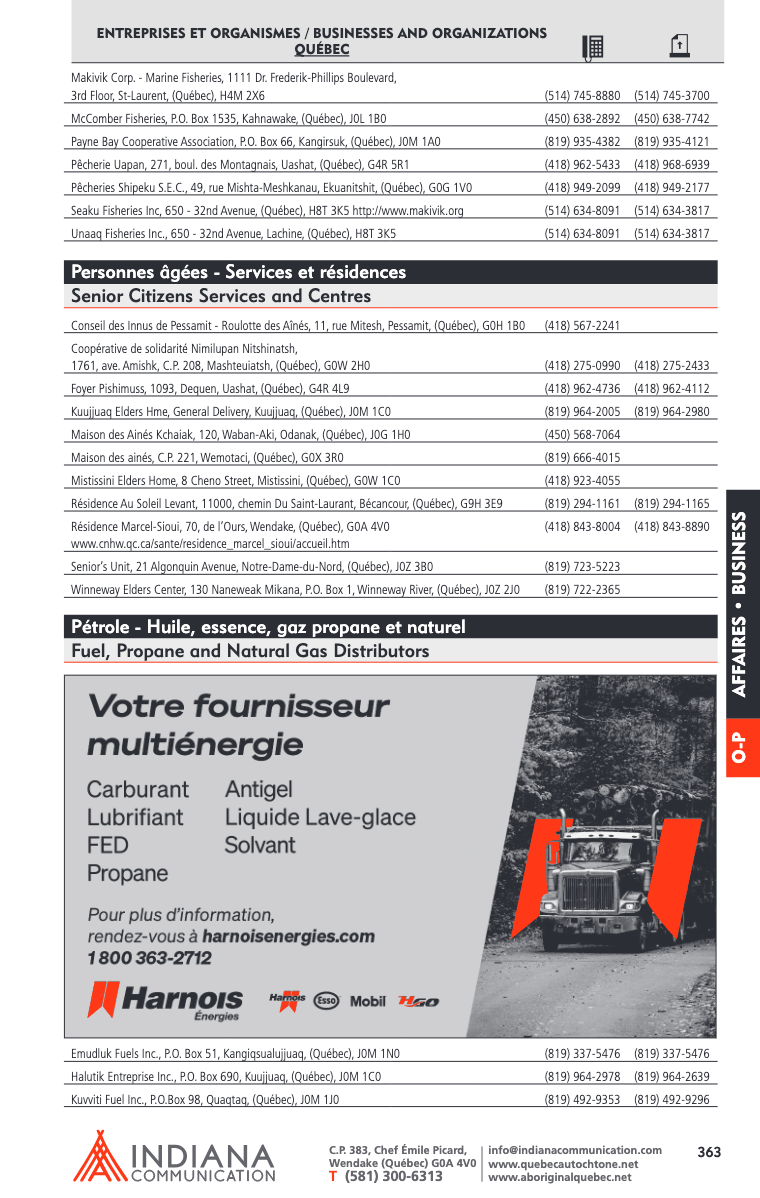 ENTREPRISES ET ORGANISMES / BUSINESSES AND ORGANIZATIONS
QUÉBEC
Makivik Corp. - Marine Fisheries, 1111 Dr. Frederik-Phillips Boulevard,
3rd Floor, St-Laurent, (Québec), H4M 2X6 (514) 745-8880 (514) 745-3700
McComber Fisheries, P.O. Box 1535, Kahnawake, (Québec), J0L 1B0 (450) 638-2892 (450) 638-7742
Payne Bay Cooperative Association, P.O. Box 66, Kangirsuk, (Québec), J0M 1A0 (819) 935-4382 (819) 935-4121
Pêcherie Uapan, 271, boul. des Montagnais, Uashat, (Québec), G4R 5R1 (418) 962-5433 (418) 968-6939
Pêcheries Shipeku S.E.C., 49, rue Mishta-Meshkanau, Ekuanitshit, (Québec), G0G 1V0 (418) 949-2099 (418) 949-2177
Seaku Fisheries Inc, 650 - 32nd Avenue, (Québec), H8T 3K5 http://www.makivik.org (514) 634-8091 (514) 634-3817
Unaaq Fisheries Inc., 650 - 32nd Avenue, Lachine, (Québec), H8T 3K5 (514) 634-8091 (514) 634-3817
Personnes âgées - Services et résidences
Senior Citizens Services and Centres
Conseil des Innus de Pessamit - Roulotte des Aînés, 11, rue Mitesh, Pessamit, (Québec), G0H 1B0 (418) 567-2241
Coopérative de solidarité Nimilupan Nitshinatsh,
1761, ave. Amishk, C.P. 208, Mashteuiatsh, (Québec), G0W 2H0 (418) 275-0990 (418) 275-2433
Foyer Pishimuss, 1093, Dequen, Uashat, (Québec), G4R 4L9 (418) 962-4736 (418) 962-4112
Kuujjuaq Elders Hme, General Delivery, Kuujjuaq, (Québec), J0M 1C0 (819) 964-2005 (819) 964-2980
Maison des Ainés Kchaiak, 120, Waban-Aki, Odanak, (Québec), J0G 1H0 (450) 568-7064
Maison des ainés, C.P. 221, Wemotaci, (Québec), G0X 3R0 (819) 666-4015
Mistissini Elders Home, 8 Cheno Street, Mistissini, (Québec), G0W 1C0 (418) 923-4055
Résidence Au Soleil Levant, 11000, chemin Du Saint-Laurant, Bécancour, (Québec), G9H 3E9 (819) 294-1161 (819) 294-1165
Résidence Marcel-Sioui, 70, de l'Ours, Wendake, (Québec), G0A 4V0 (418) 843-8004 (418) 843-8890
www.cnhw.qc.ca/sante/residence_marcel_sioui/accueil.htm
Senior's Unit, 21 Algonquin Avenue, Notre-Dame-du-Nord, (Québec), J0Z 3B0 (819) 723-5223
Winneway Elders Center, 130 Naneweak Mikana, P.O. Box 1, Winneway River, (Québec), J0Z 2J0 (819) 722-2365
Pétrole - Huile, essence, gaz propane et naturel
Fuel, Propane and Natural Gas Distributors
Votre fournisseur
multiénergie
Carburant Antigel
Lubrifiant Liquide Lave-glace
FED Solvant
Propane
Pour plus d'information,
rendez-vous à harnoisenergies.com
1 800 363-2712
Harnois
Énergies
Harnois Esso Mobil HGO
Emudluk Fuels Inc., P.O. Box 51, Kangiqsualujjuaq, (Québec), J0M 1N0 (819) 337-5476 (819) 337-5476
Halutik Entreprise Inc., P.O. Box 690, Kuujjuaq, (Québec), J0M 1C0 (819) 964-2978 (819) 964-2639
Kuvviti Fuel Inc., P.O.Box 98, Quaqtaq, (Québec), J0M 1J0 (819) 492-9353 (819) 492-9296
AFFAIRES • BUSINESS
O-P
INDIANA
COMMUNICATION
C.P. 383, Chef Émile Picard,
Wendake (Québec) G0A 4V0
T (581) 300-6313
info@indianacommunication.com
www.quebecautochtone.net
www.aboriginalquebec.net
363